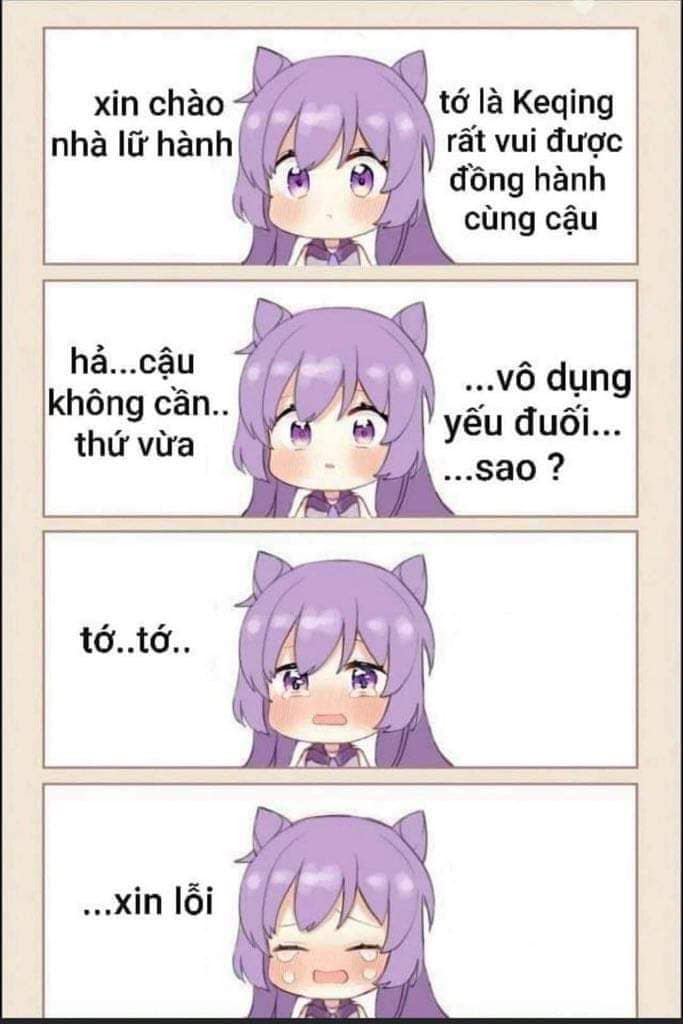 xin chào
nhà lữ hành
tớ là Keqing
rất vui được
đồng hành
cùng cậu
hả...cậu
không cần..
thứ vừa
...vô dụng
yếu đuối...
...sao ?
tớ..tớ..
...xin lỗi